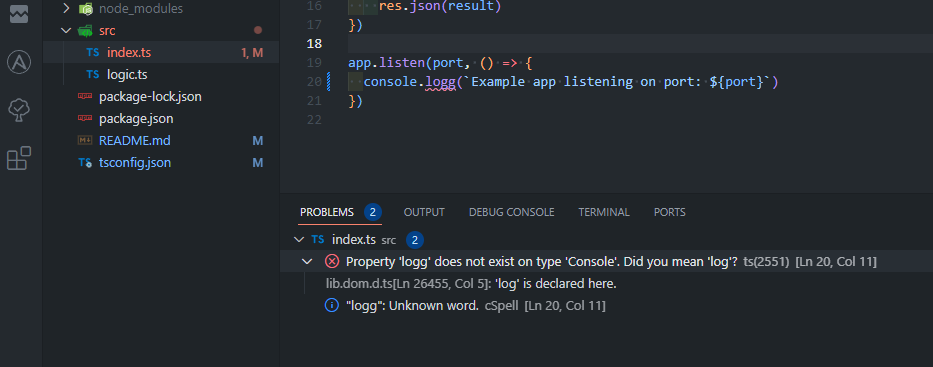 node_modules
src
TS index.ts 1, M
TS logic.ts
package-lock.json
package.json
README.md M
TS tsconfig.json M
16 res.json(result)
17 })
18
19 app.listen(port, () => {
20 console.logg(`Example app listening on port: ${port}`)
21 })
22
PROBLEMS 2 OUTPUT DEBUG CONSOLE TERMINAL PORTS
TS index.ts src 2
Property 'logg' does not exist on type 'Console'. Did you mean 'log'? ts(2551) [Ln 20, Col 11]
lib.dom.d.ts[Ln 26455, Col 5]: 'log' is declared here.
"logg": Unknown word. cSpell [Ln 20, Col 11]